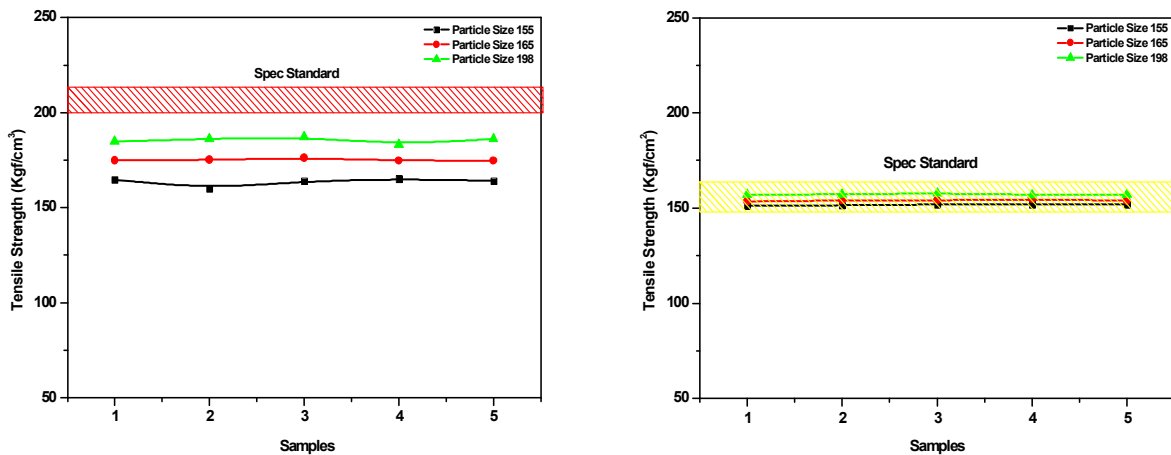 250
200
150
100
50
Tensile Strength (Kgf/cm³)
Particle Size 155
Particle Size 165
Particle Size 198
Spec Standard
1 2 3 4 5
Samples
250
200
150
100
50
Tensile Strength (Kgf/cm²)
Particle Size 155
Particle Size 165
Particle Size 198
Spec Standard
1 2 3 4 5
Samples